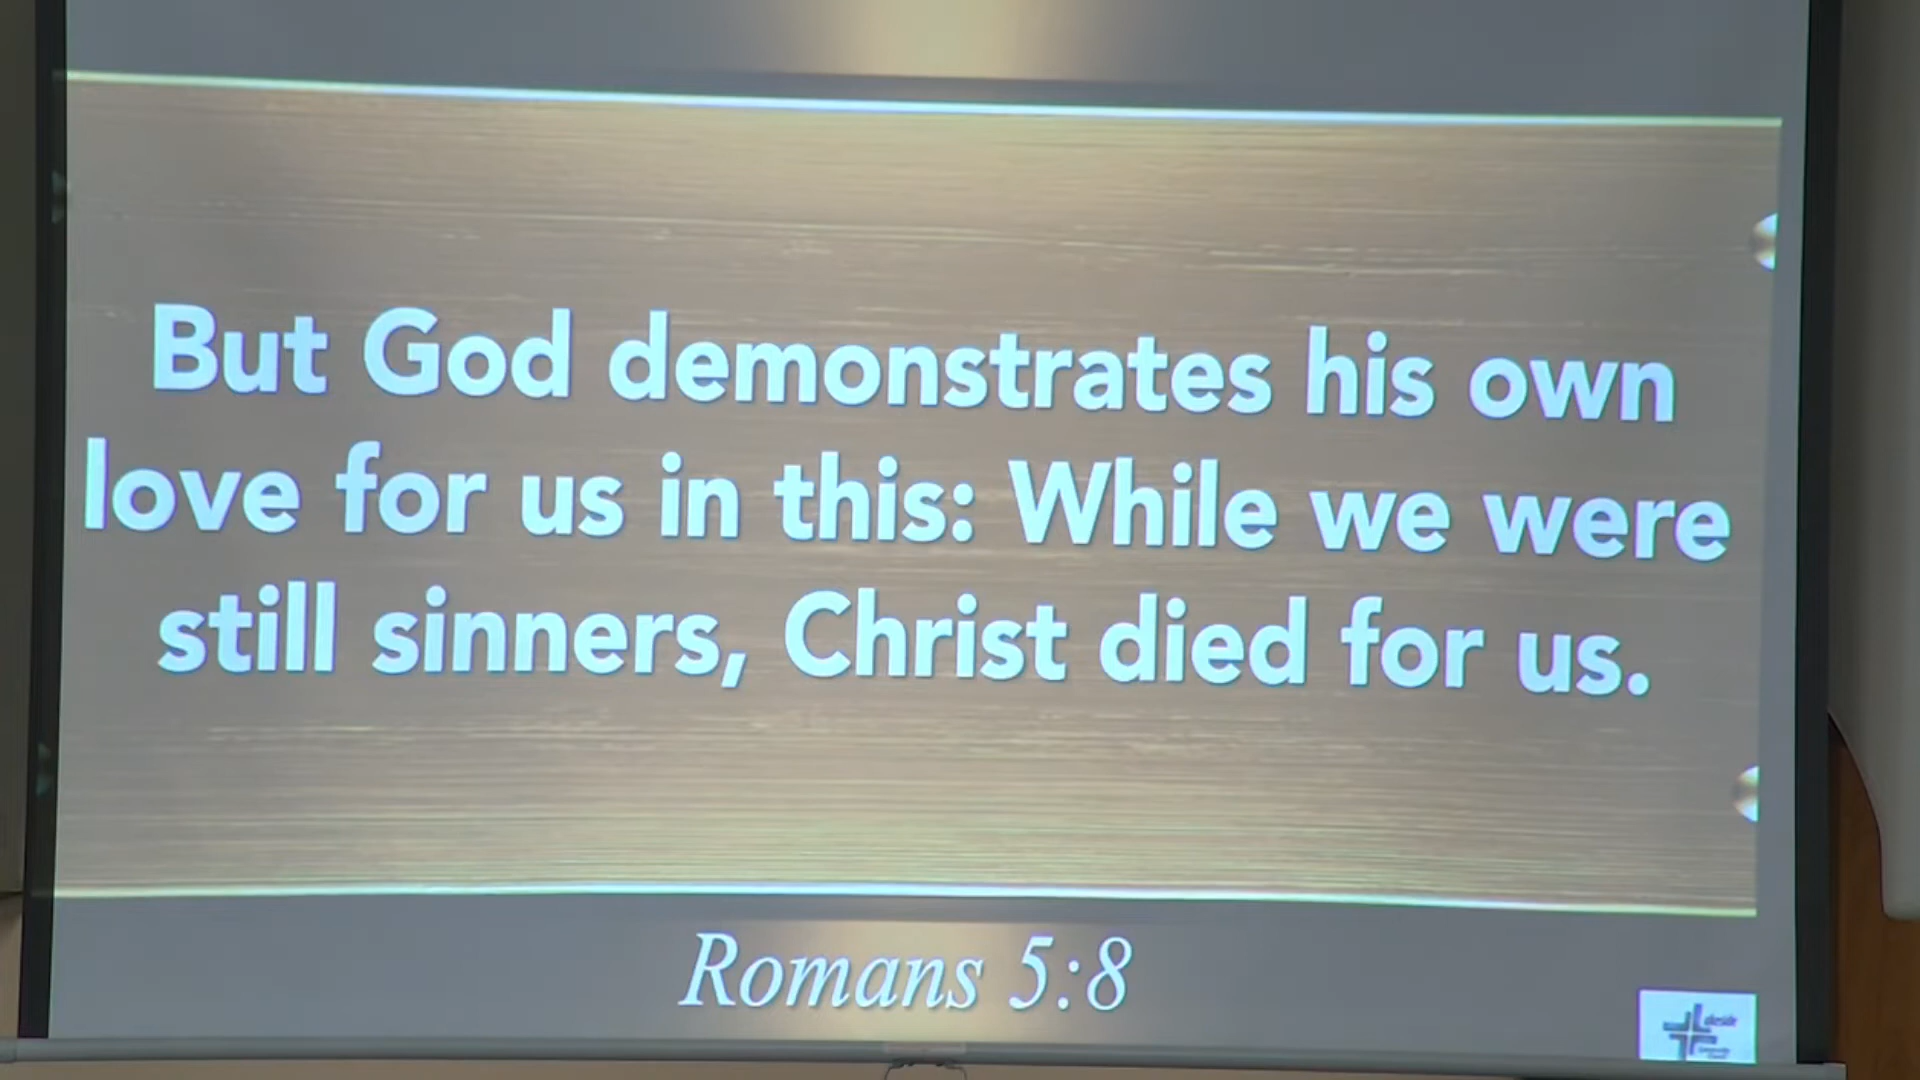 But God demonstrates his own
love for us in this: While we were
still sinners, Christ died for us.
Romans 5:8